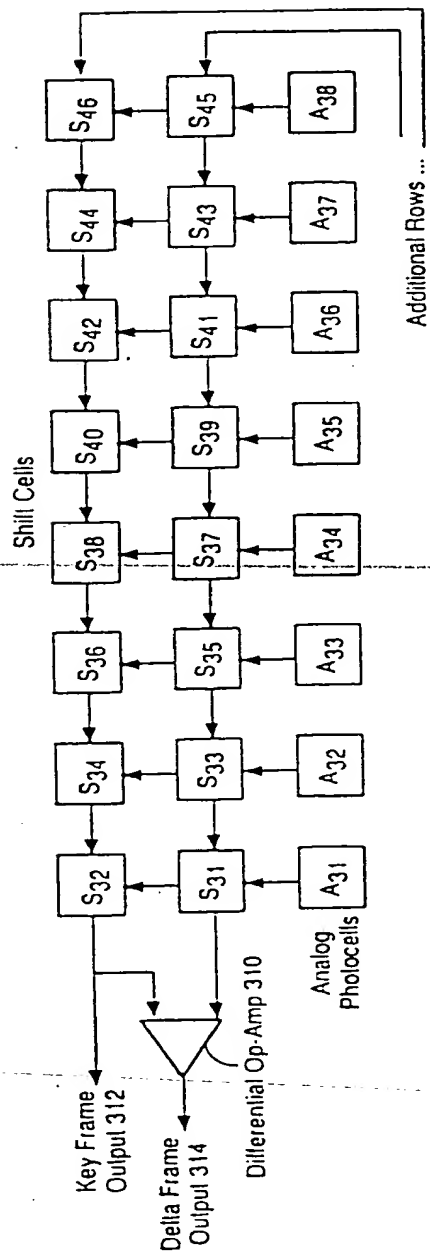 Shift Cells
S46
S44
S42
S40
S38
S36
S34
S32
S45
S43
S41
S39
S37
S35
S33
S31
A38
A37
A36
A35
A34
A33
A32
A31
Analog
Photocells
Additional Rows ...
Key Frame
Output 312
Delta Frame
Output 314
Differential Op-Amp 310